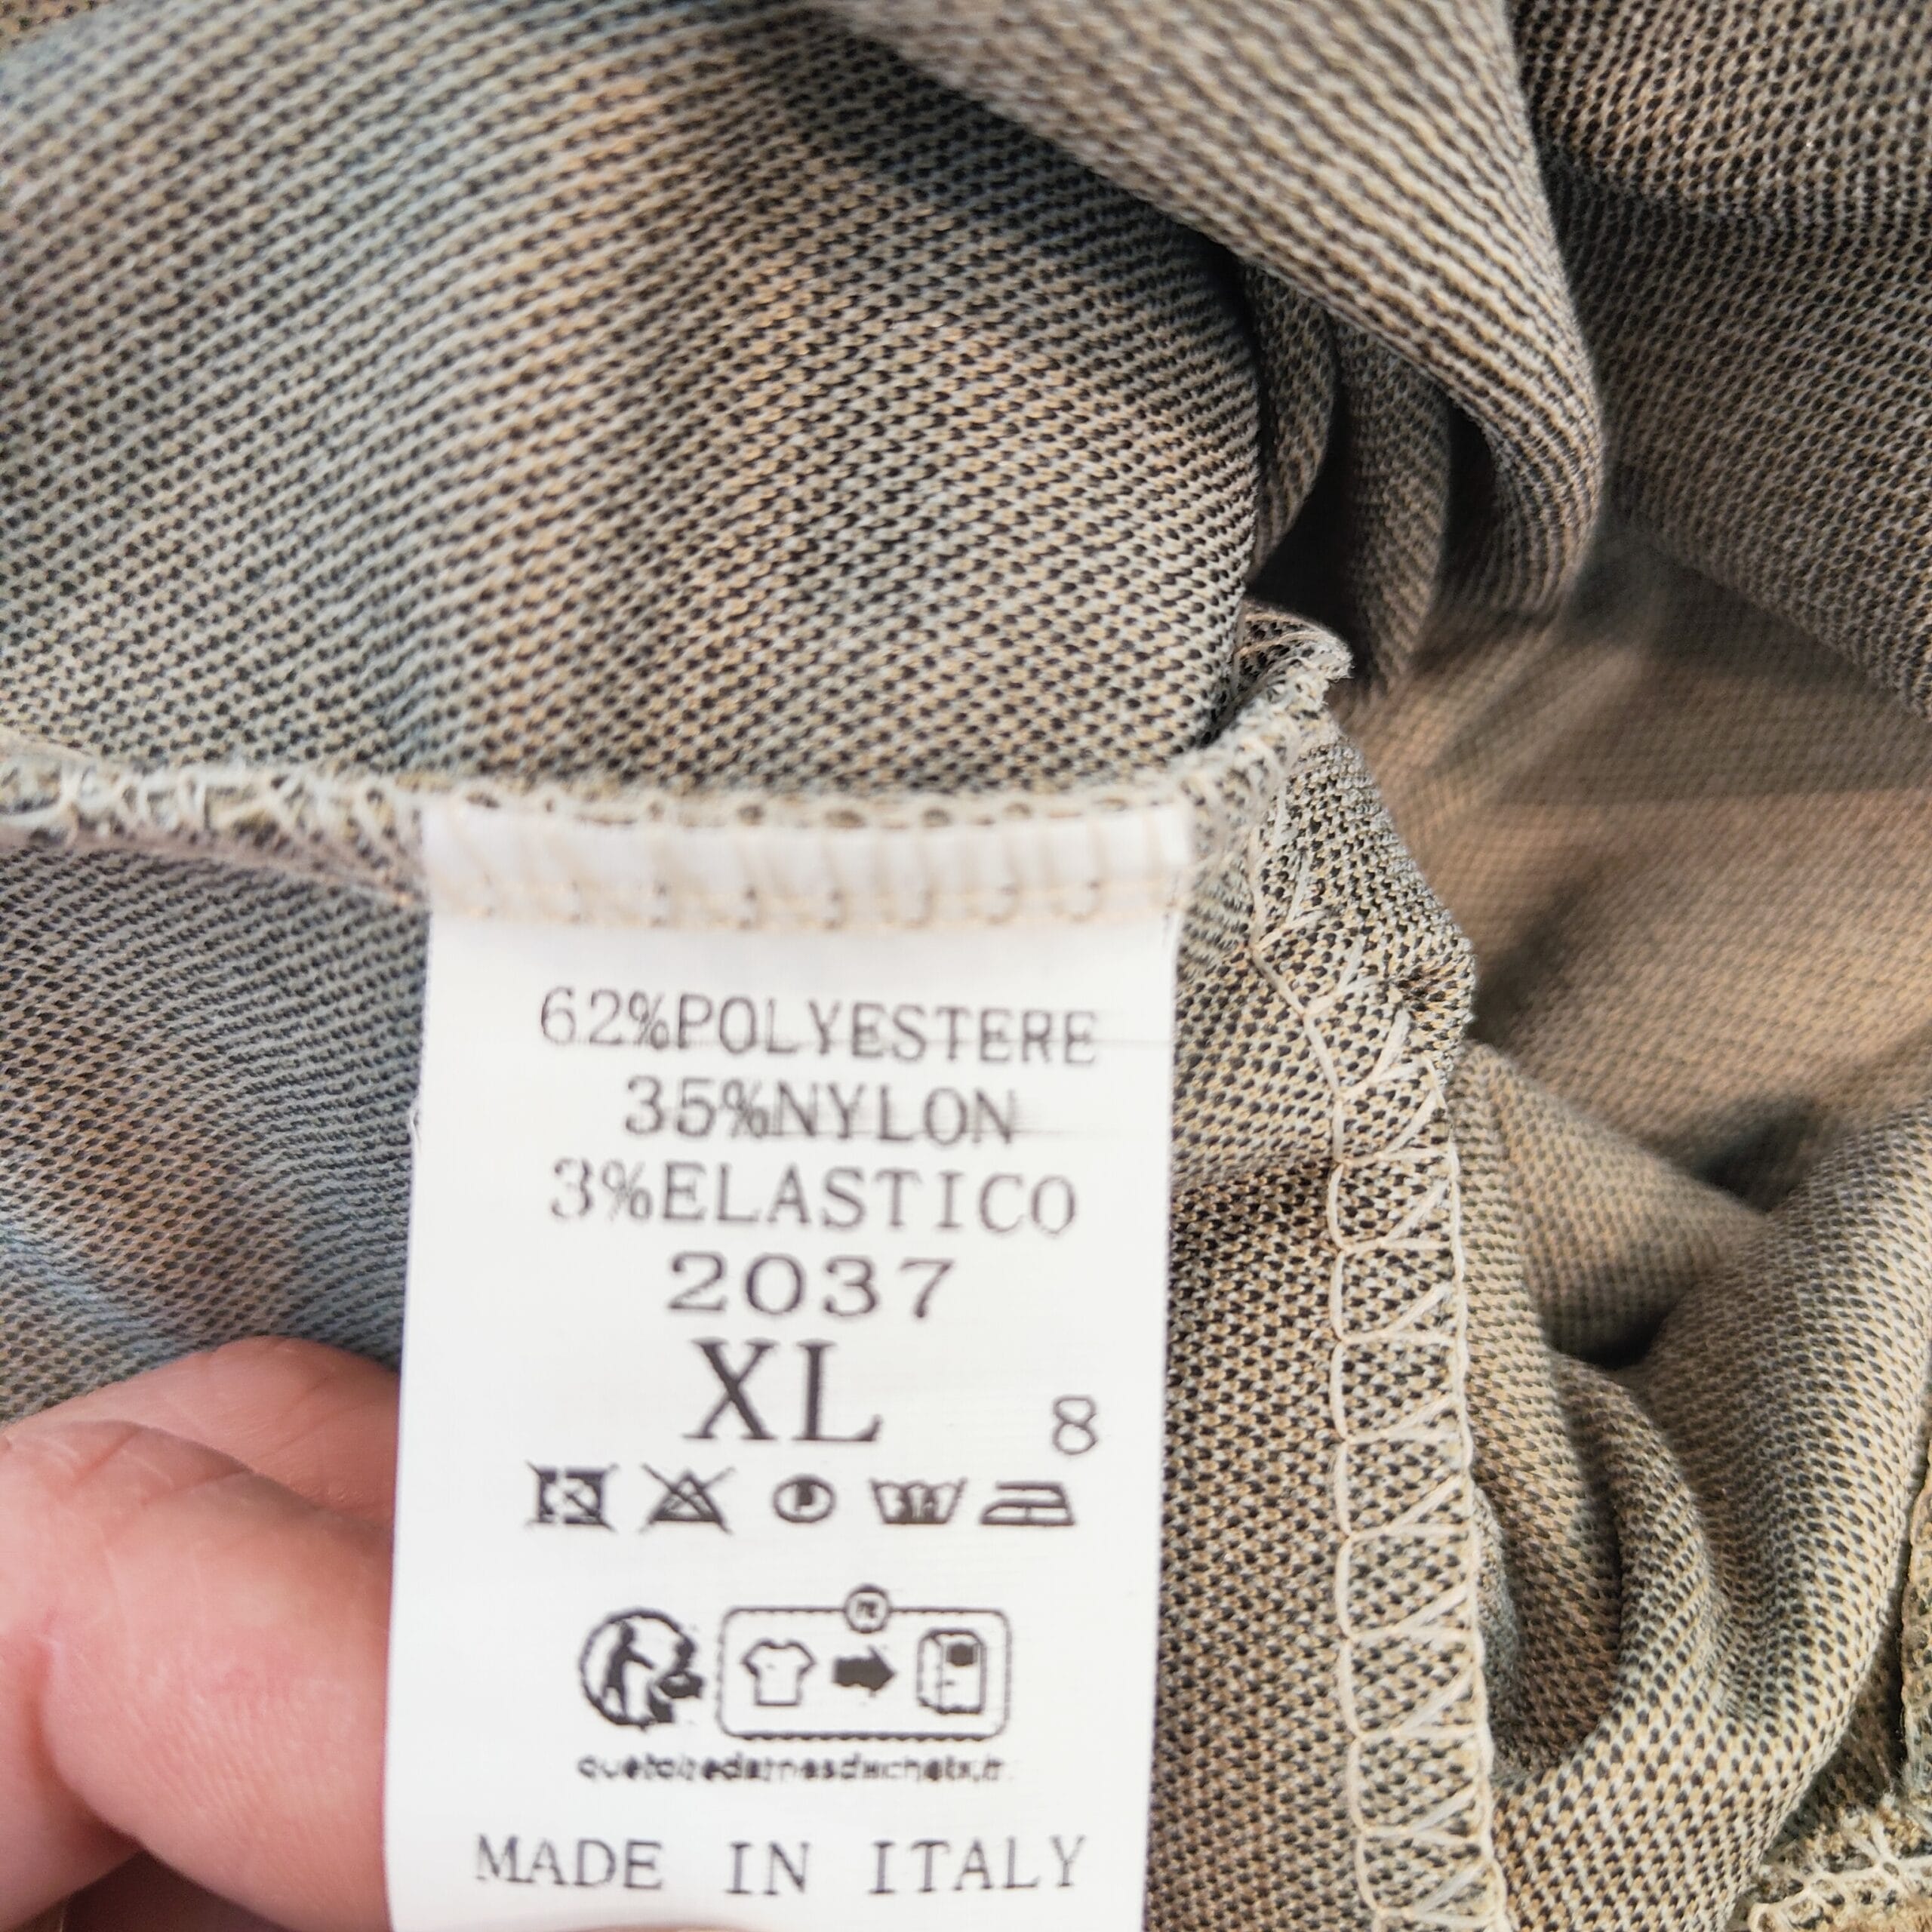 62%POLYESTERE
35%NYLON
3%ELASTICO
2037
XL
8
MADE IN ITALY